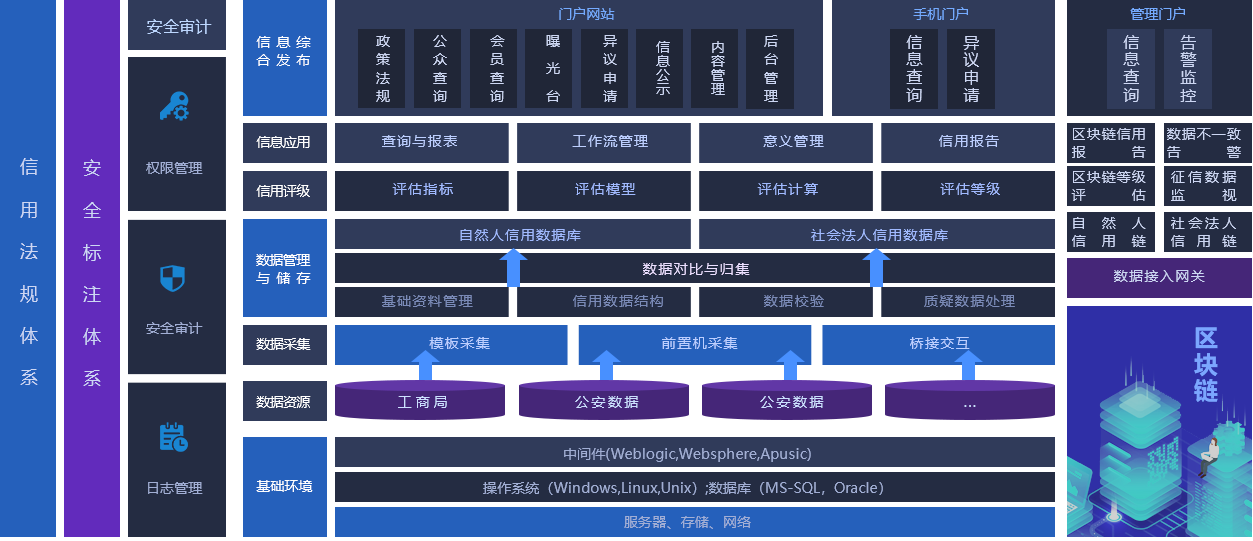 信用法规体系
安全标注体系
安全审计
权限管理
安全审计
日志管理
信息综
合发布
门户网站
政策法规
公众查询
会员查询
曝光台
异议申请
信息公示
内容管理
后台管理
手机门户
信息查询
异议申请
信息应用
查询与报表
工作流管理
意义管理
信用报告
信用评级
评估指标
评估模型
评估计算
评估等级
数据管理
与储存
自然人信用数据库
社会法人信用数据库
数据对比与归集
基础资料管理
信用数据结构
数据校验
质疑数据处理
数据采集
模板采集
前置机采集
桥接交互
数据资源
工商局
公安数据
公安数据
...
基础环境
中间件(Weblogic,Websphere,Apusic)
操作系统（Windows,Linux,Unix）;数据库（MS-SQL，Oracle）
服务器、存储、网络
管理门户
信息查询
告警监控
区块链信用
报告
数据不一致
告警
区块链等级
评估
征信数据
监视
自然人
信用链
社会法人
信用链
数据接入网关
区块链